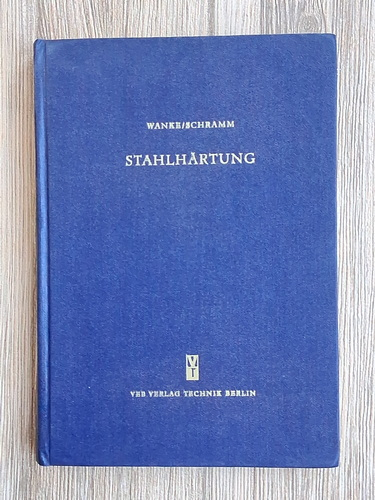 WANKE/SCHRAMM
STAHLHÄRTUNG
VT
VEB VERLAG TECHNIK BERLIN